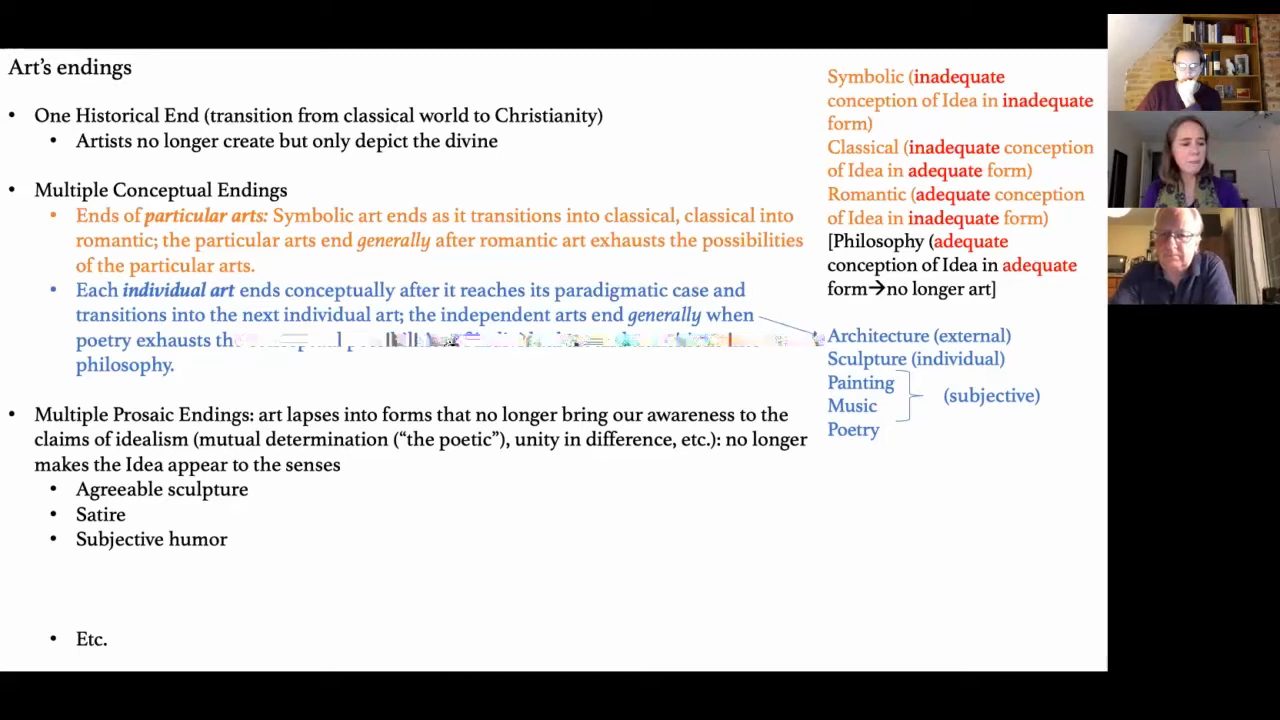 Art's endings
• One Historical End (transition from classical world to Christianity)
• Artists no longer create but only depict the divine
• Multiple Conceptual Endings
• Ends of particular arts: Symbolic art ends as it transitions into classical, classical into
romantic; the particular arts end generally after romantic art exhausts the possibilities
of the particular arts.
• Each individual art ends conceptually after it reaches its paradigmatic case and
transitions into the next individual art; the independent arts end generally when
poetry exhausts the
philosophy.
• Multiple Prosaic Endings: art lapses into forms that no longer bring our awareness to the
claims of idealism (mutual determination (“the poetic”), unity in difference, etc.): no longer
makes the Idea appear to the senses
• Agreeable sculpture
• Satire
• Subjective humor
• Etc.
Symbolic (inadequate
conception of Idea in inadequate
form)
Classical (inadequate conception
of Idea in adequate form)
Romantic (adequate conception
of Idea in inadequate form)
[Philosophy (adequate
conception of Idea in adequate
form→no longer art]
Architecture (external)
Sculpture (individual)
Painting
Music
(subjective)
Poetry